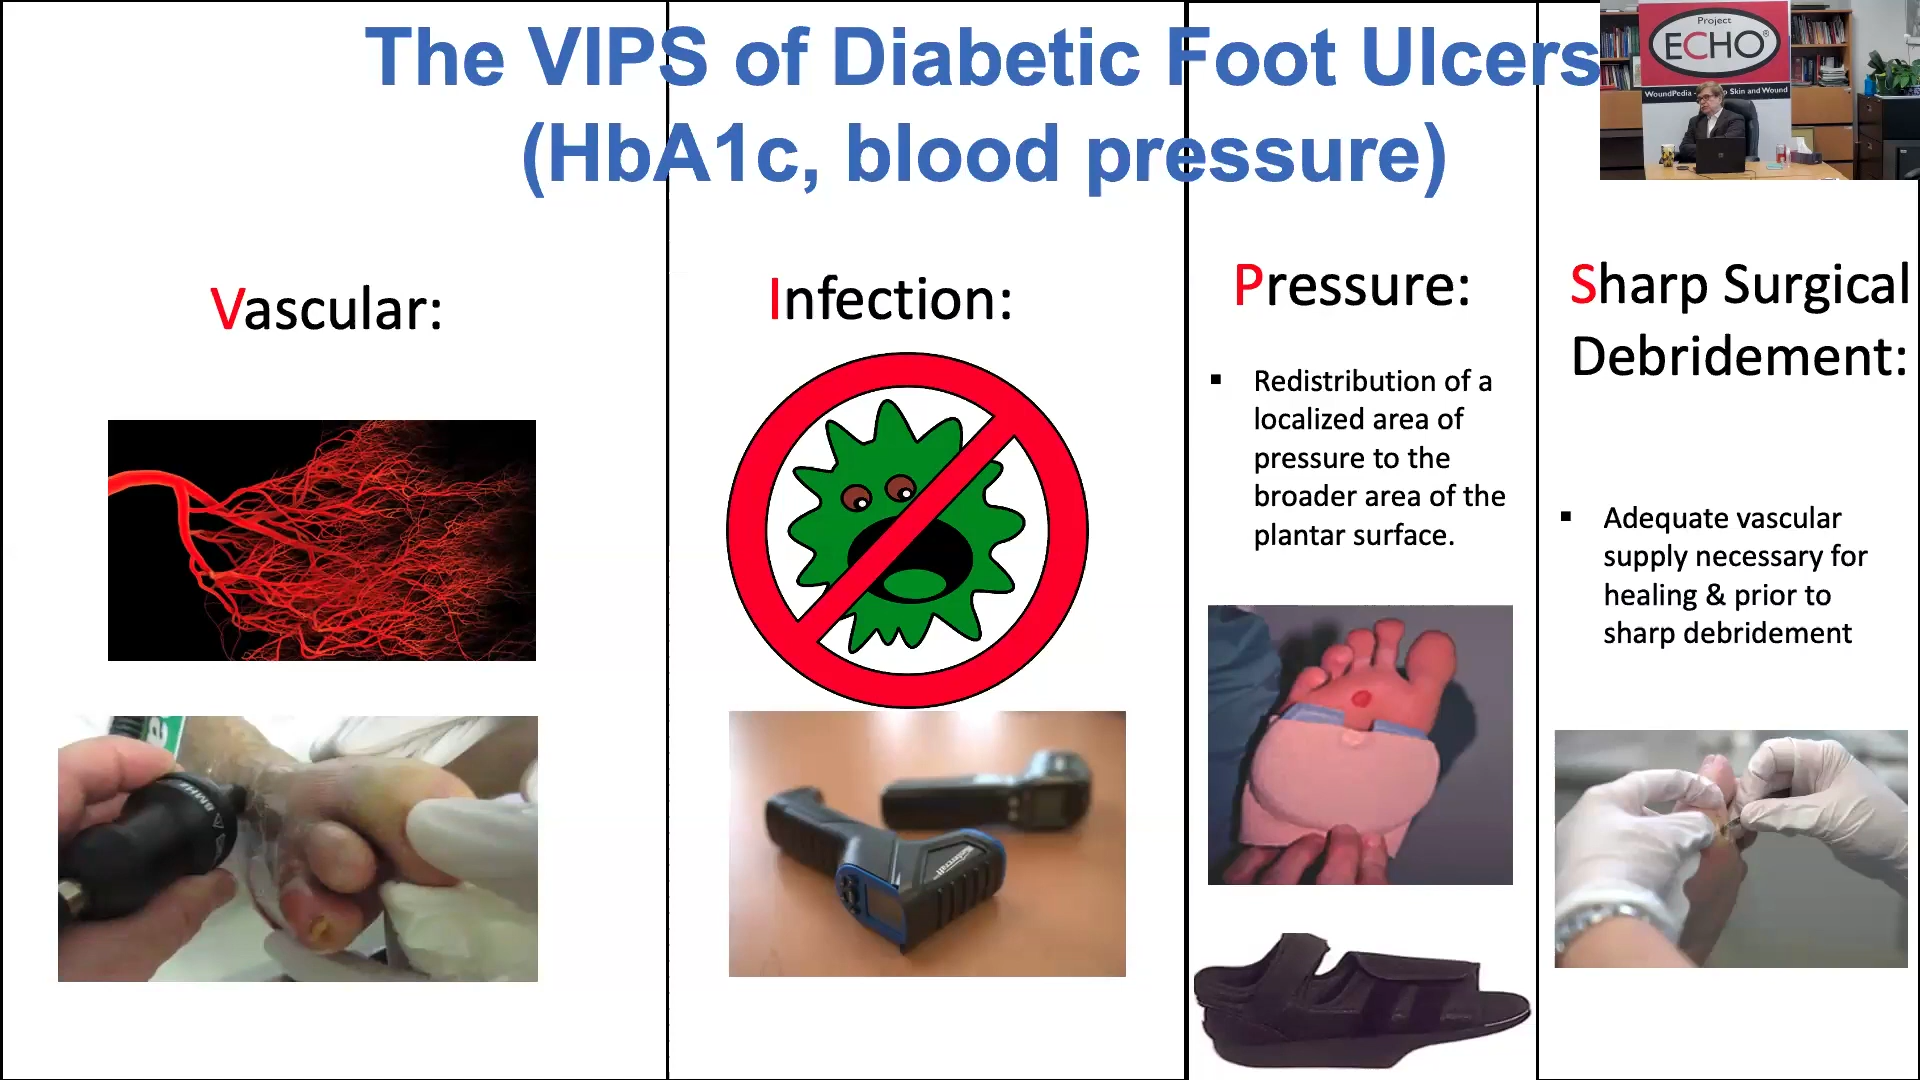 The VIPS of Diabetic Foot Ulcers
(HbA1c, blood pressure)
Project
ECHO®
WoundPedia -
Skin and Wound
Vascular:
8MHz
Infection:
Pressure:
▪ Redistribution of a
localized area of
pressure to the
broader area of the
plantar surface.
Sharp Surgical
Debridement:
▪ Adequate vascular
supply necessary for
healing & prior to
sharp debridement